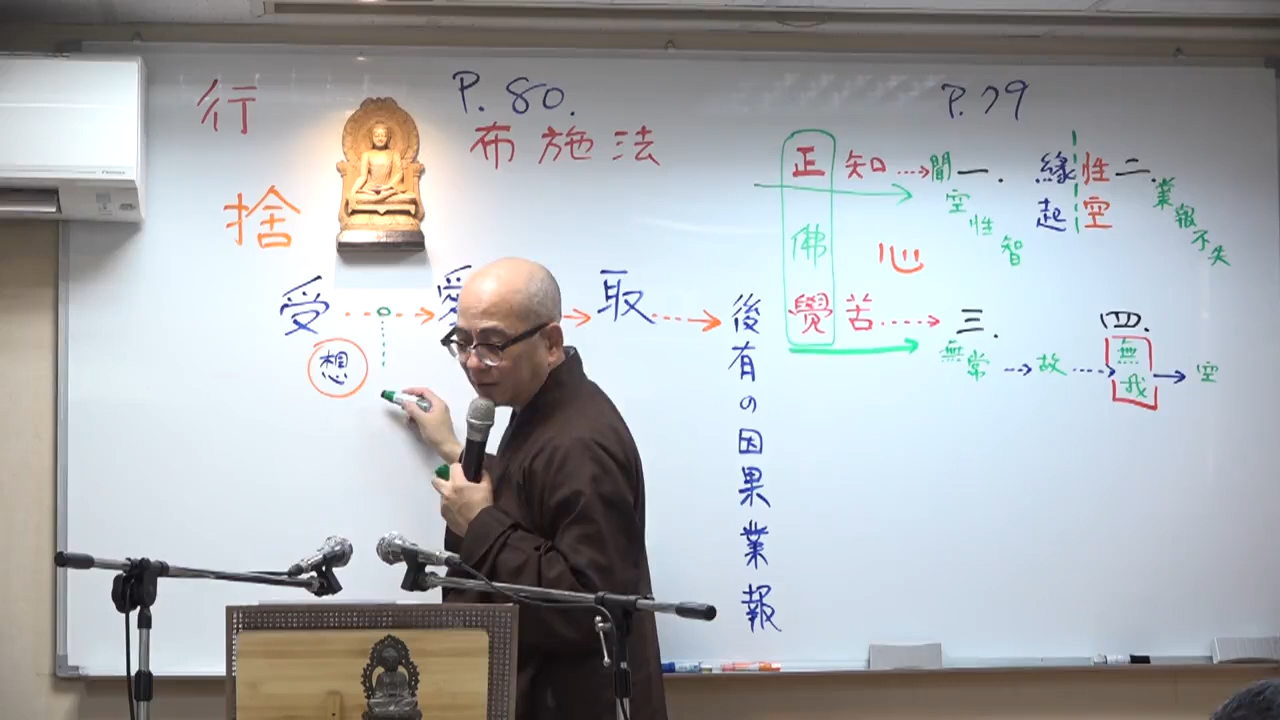 行
捨
P. 80.
布施法
受 愛 取
想
後有の因果業報
P. 79
正知 聞一. 緣性二.
空性智
起空
業報不失
佛 心
覺苦 三. 四.
無常 故 無我 空